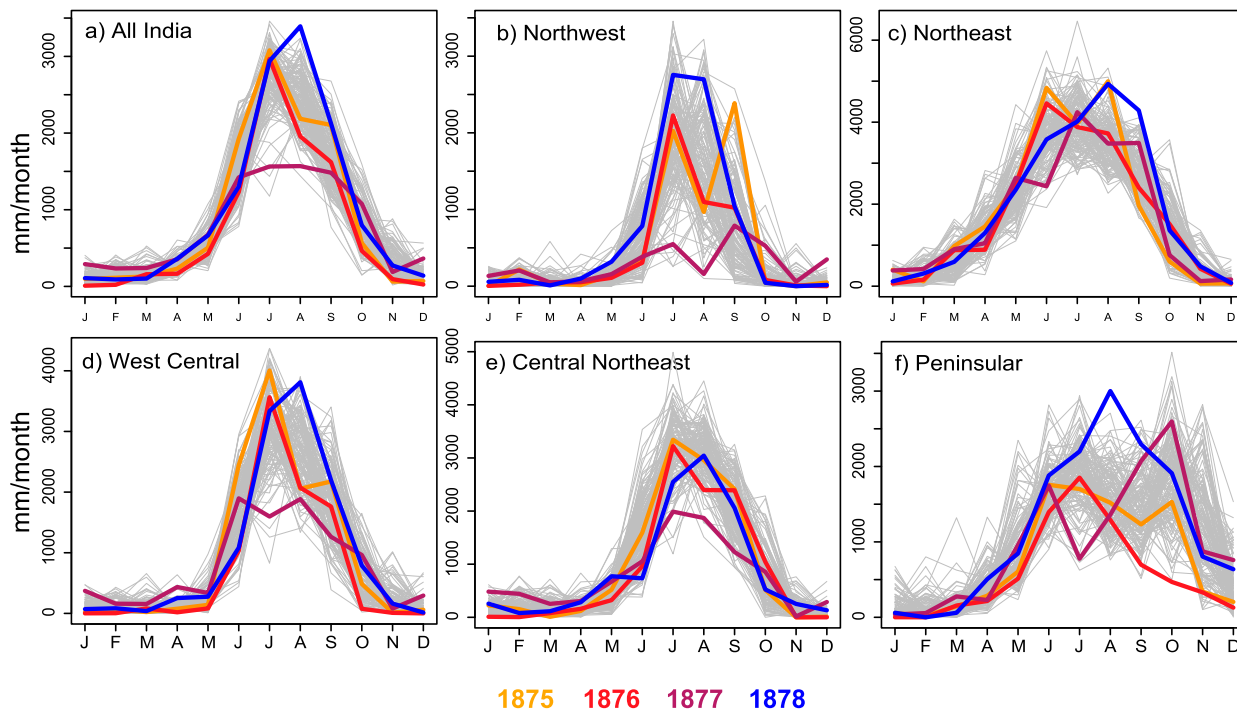 a) All India
b) Northwest
c) Northeast
mm/month
0
1000
2000
3000
0
1000
2000
3000
0
2000
4000
6000
J F M A M J J A S O N D
J F M A M J J A S O N D
J F M A M J J A S O N D
d) West Central
e) Central Northeast
f) Peninsular
mm/month
0
1000
2000
3000
4000
0
1000
2000
3000
4000
5000
0
1000
2000
3000
J F M A M J J A S O N D
J F M A M J J A S O N D
J F M A M J J A S O N D
1875 1876 1877 1878